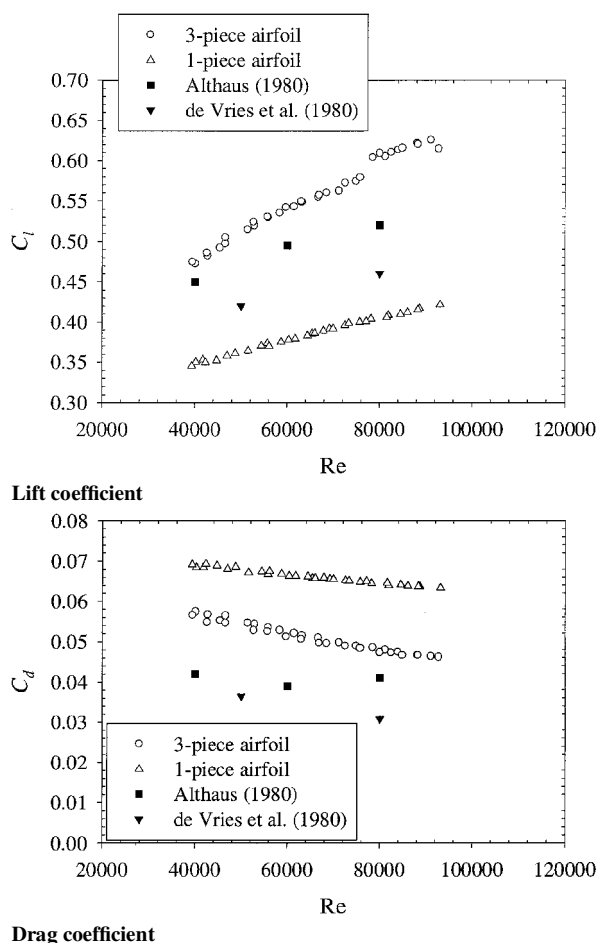 3-piece airfoil
1-piece airfoil
Althaus (1980)
de Vries et al. (1980)
0.70
0.65
0.60
0.55
0.50
0.45
0.40
0.35
0.30
C_l
20000 40000 60000 80000 100000 120000
Re
Lift coefficient
0.08
0.07
0.06
0.05
0.04
0.03
0.02
0.01
0.00
C_d
3-piece airfoil
1-piece airfoil
Althaus (1980)
de Vries et al. (1980)
20000 40000 60000 80000 100000 120000
Re
Drag coefficient